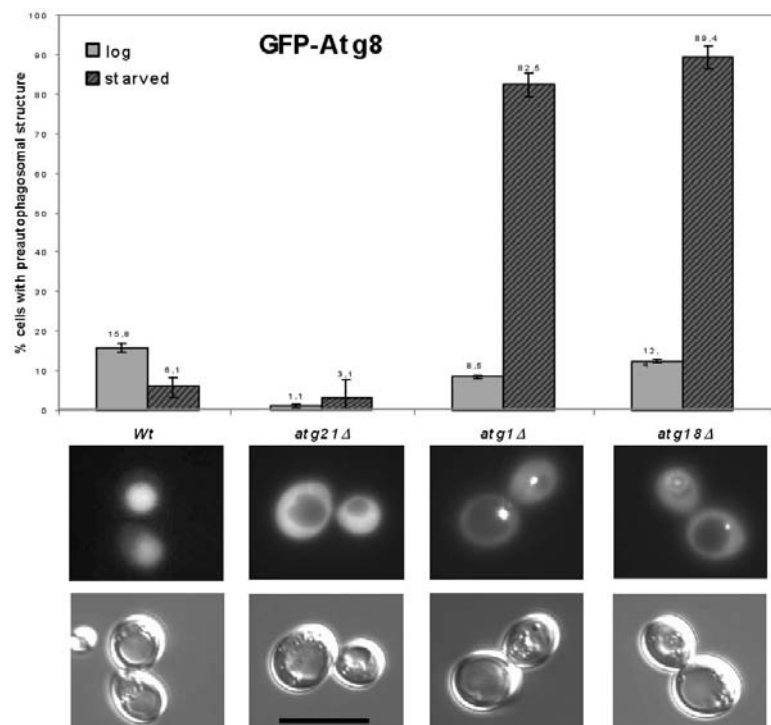 GFP-Atg8
log
starved
% cells with preautophagosomal structure
100
90
80
70
60
50
40
30
20
10
0
15,8
6,1
1,1
3,1
8,5
82,5
12,
4
89,4
Wt
atg21Δ
atg1Δ
atg18Δ